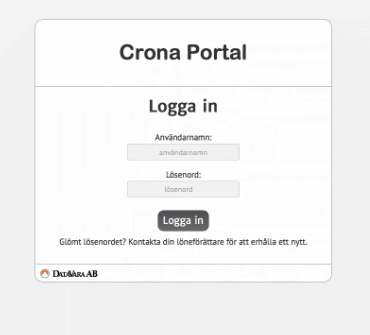 Crona Portal
Logga in
Användarnamn:
användarnamn
Lösenord:
lösenord
Logga in
Glömt lösenordet? Kontakta din löneförättare för att erhålla ett nytt.
DATAVARA AB